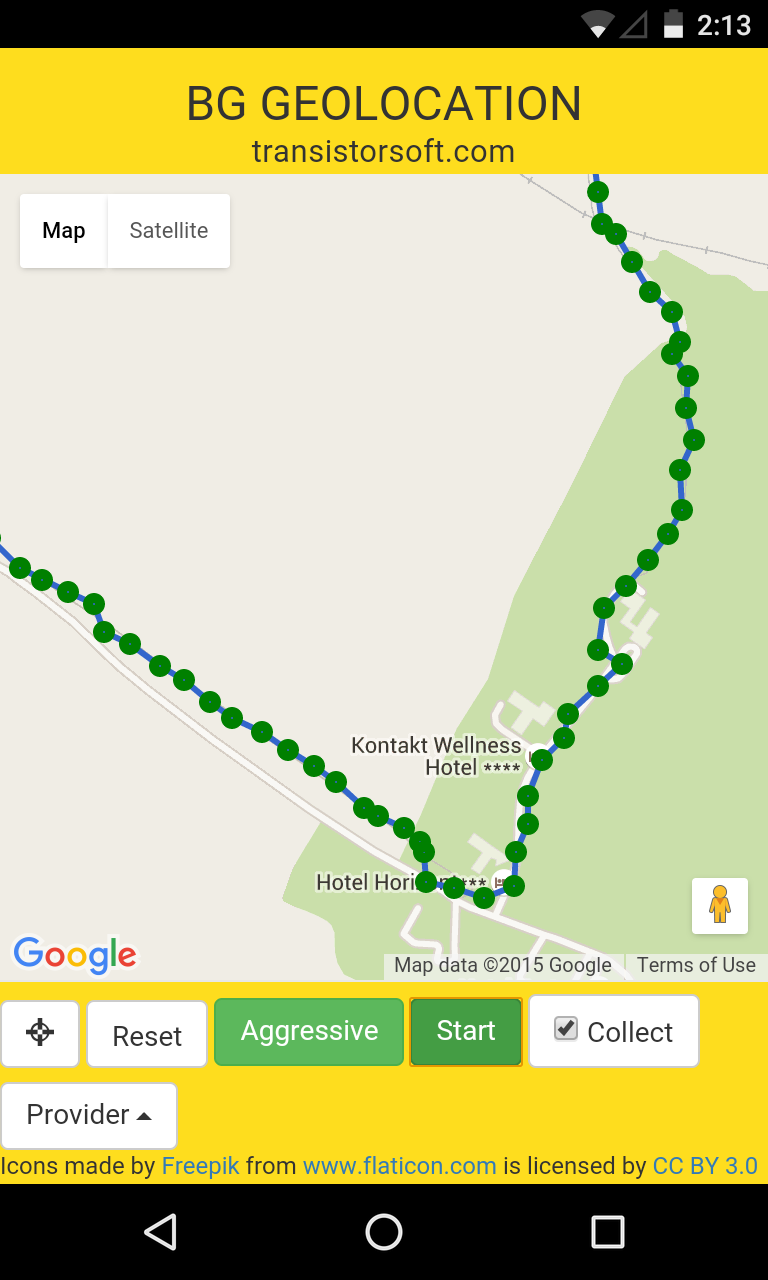 2:13
BG GEOLOCATION
transistorsoft.com
Map Satellite
Kontakt Wellness
Hotel ****
Hotel
Google
Map data ©2015 Google Terms of Use
Reset Aggressive Start Collect
Provider
Icons made by Freepik from www.flaticon.com is licensed by CC BY 3.0